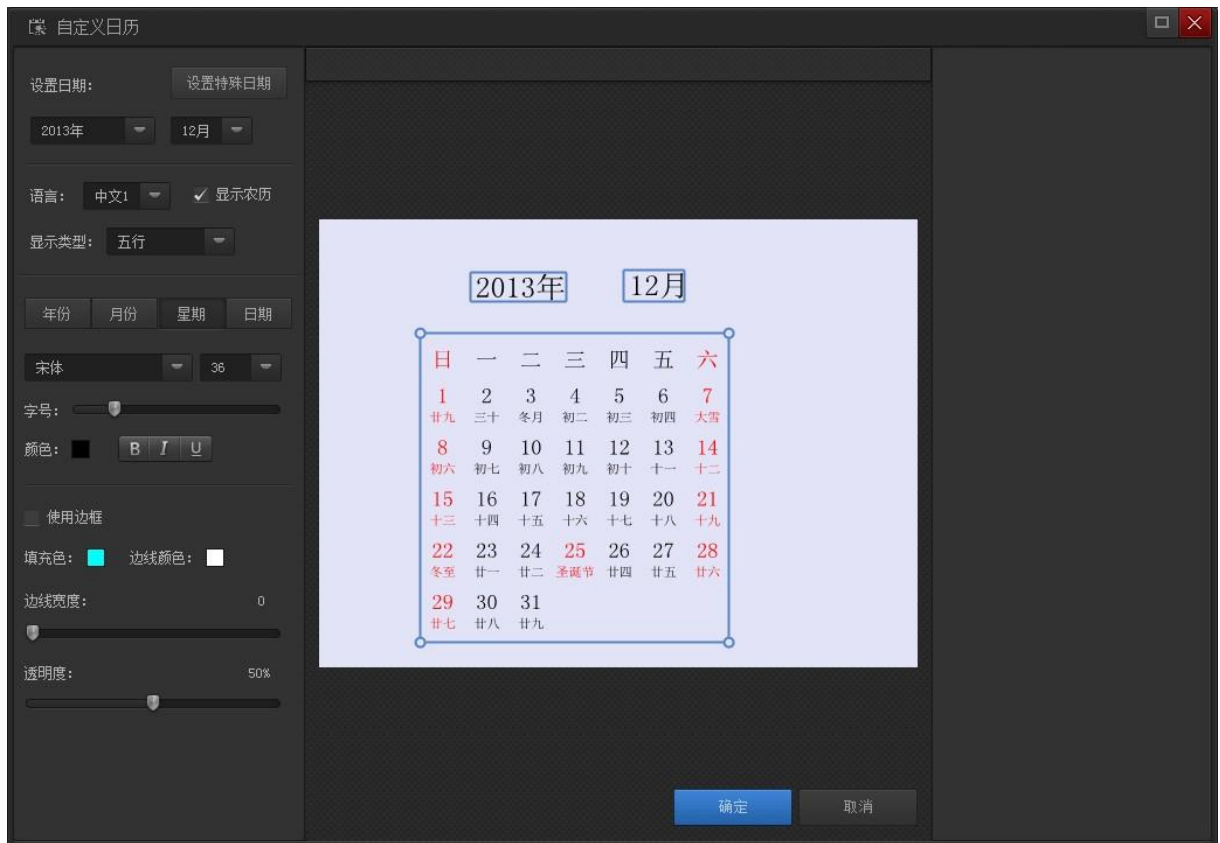 自定义日历
设置日期： 设置特殊日期
2013年 12月
语言： 中文1 显示农历
显示类型： 五行
年份 月份 星期 日期
宋体 36
字号：
颜色： B I U
使用边框
填充色： 边线颜色：
边线宽度： 0
透明度： 50%
2013年 12月
日 一 二 三 四 五 六
1 2 3 4 5 6 7
廿九 三十 冬月 初二 初三 初四 大雪
8 9 10 11 12 13 14
初六 初七 初八 初九 初十 十一 十二
15 16 17 18 19 20 21
十三 十四 十五 十六 十七 十八 十九
22 23 24 25 26 27 28
冬至 廿一 廿二 圣诞节 廿四 廿五 廿六
29 30 31
廿七 廿八 廿九
确定 取消